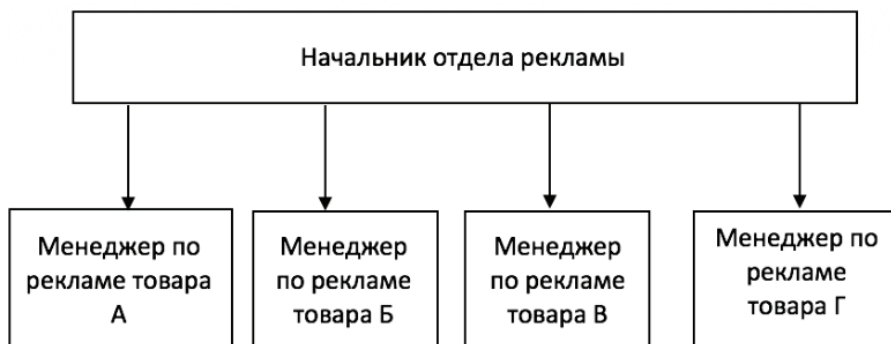 Начальник отдела рекламы
Менеджер по
рекламе товара
А
Менеджер
по рекламе
товара Б
Менеджер
по рекламе
товара В
Менеджер по
рекламе
товара Г